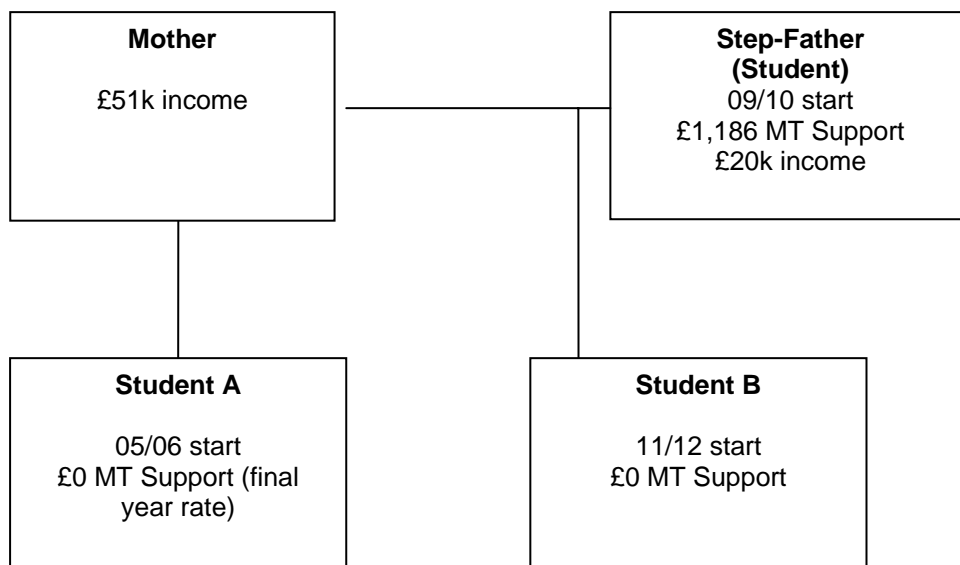 Mother
£51k income
Step-Father
(Student)
09/10 start
£1,186 MT Support
£20k income
Student A
05/06 start
£0 MT Support (final
year rate)
Student B
11/12 start
£0 MT Support